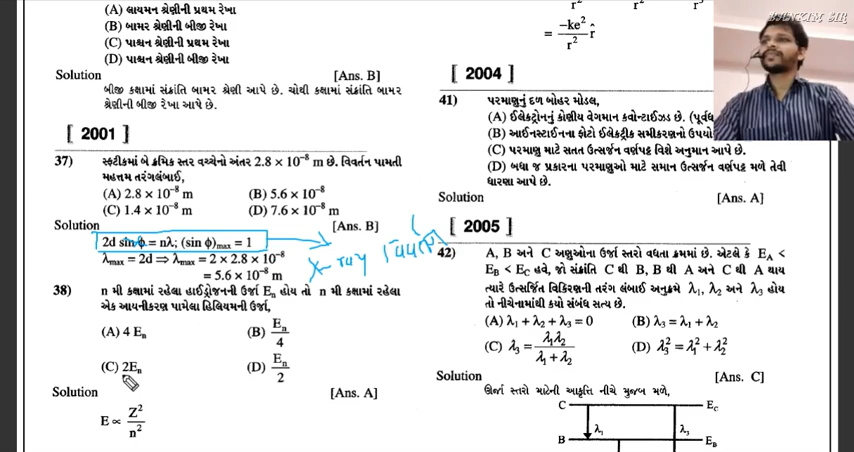 (A) લાયમન શ્રેણીની પ્રથમ રેખા
(B) બામર શ્રેણીની બીજી રેખા
(C) પાશ્ચન શ્રેણીની પ્રથમ રેખા
(D) પાશ્ચન શ્રેણીની બીજી રેખા
Solution [Ans. B]
બીજી કક્ષામાં સંક્રાંતિ બામર શ્રેણી આપે છે. ચોથી કક્ષામાં સંક્રાંતિ બામર
શ્રેણીની બીજી રેખા આપે છે.
[ 2001 ]
37) સ્ફટીકમાં બે ક્રમિક સ્તર વચ્ચેનો અંતર 2.8 × 10⁻⁸ m છે. વિવર્તન પામતી
મહત્તમ તરંગલંબાઈ,
(A) 2.8 × 10⁻⁸ m (B) 5.6 × 10⁻⁸
(C) 1.4 × 10⁻⁸ m (D) 7.6 × 10⁻⁸ m
Solution [Ans. B]
2d sin ϕ = nλ; (sin ϕ)max = 1
λmax = 2d ⇒ λmax = 2 × 2.8 × 10⁻⁸
= 5.6 × 10⁻⁸ m
X-ray વિવર્તન
38) n મી કક્ષામાં રહેલા હાઈડ્રોજનની ઉર્જા En હોય તો n મી કક્ષામાં રહેલા
એક આયનીકરણ પામેલા હિલિયમની ઉર્જા,
(A) 4 En (B) En/4
(C) 2En (D) En/2
Solution [Ans. A]
E ∝ Z²/n²
r² r² r³
= -ke²/r² r̂
[ 2004 ]
41) પરમાણુનું દળ બોહર મોડલ,
(A) ઈલેક્ટ્રોનનું કોણીય વેગમાન ક્વોન્ટાઈઝડ છે. (પૂર્વધ
(B) આઈનસ્ટાઈનના ફોટો ઈલેક્ટ્રીક સમીકરણનો ઉપયો
(C) પરમાણુ માટે સતત ઉત્સર્જન વર્ણપટ્ટ વિશે અનુમાન આપે છે.
(D) બધા જ પ્રકારના પરમાણુઓ માટે સમાન ઉત્સર્જન વર્ણપટ્ટ મળે તેવી
ધારણા આપે છે.
Solution [Ans. A]
[ 2005 ]
42) A, B અને C અણુઓના ઉર્જા સ્તરો વધતા ક્રમમાં છે. એટલે કે EA <
EB < EC હવે, જો સંક્રાંતિ C થી B, B થી A અને C થી A થાય
ત્યારે ઉત્સર્જિત વિકિરણની તરંગ લંબાઈ અનુક્રમે λ₁, λ₂ અને λ₃ હોય
તો નીચેનામાંથી કયો સંબંધ સત્ય છે.
(A) λ₁ + λ₂ + λ₃ = 0 (B) λ₃ = λ₁ + λ₂
(C) λ₃ = λ₁λ₂/(λ₁ + λ₂) (D) λ₃² = λ₁² + λ₂²
Solution [Ans. C]
ઊર્જા સ્તરો માટેની આકૃતિ નીચે મુજબ મળે,
C EC
λ₁ λ₃
B EB
BANKIM SIR